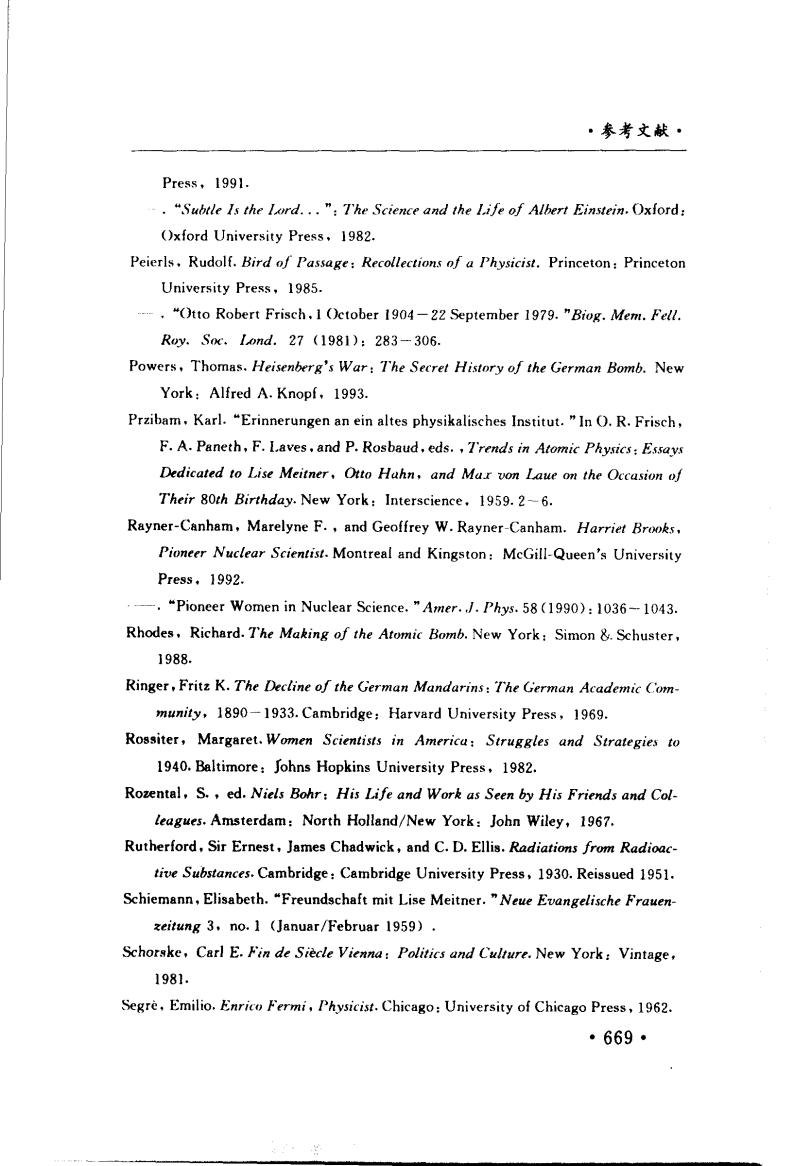 ·参考文献·
Press, 1991.
—. "Subtle Is the Lord...": The Science and the Life of Albert Einstein. Oxford:
Oxford University Press, 1982.
Peierls, Rudolf. Bird of Passage: Recollections of a Physicist. Princeton: Princeton
University Press, 1985.
—. "Otto Robert Frisch, 1 October 1904—22 September 1979. "Biog. Mem. Fell.
Roy. Soc. Lond. 27 (1981): 283—306.
Powers, Thomas. Heisenberg's War: The Secret History of the German Bomb. New
York: Alfred A. Knopf, 1993.
Przibam, Karl. "Erinnerungen an ein altes physikalisches Institut. " In O. R. Frisch,
F. A. Paneth, F. Laves, and P. Rosbaud, eds. , Trends in Atomic Physics: Essays
Dedicated to Lise Meitner, Otto Hahn, and Max von Laue on the Occasion of
Their 80th Birthday. New York: Interscience, 1959. 2—6.
Rayner-Canham, Marelyne F. , and Geoffrey W. Rayner-Canham. Harriet Brooks,
Pioneer Nuclear Scientist. Montreal and Kingston: McGill-Queen's University
Press, 1992.
—. "Pioneer Women in Nuclear Science. " Amer. J. Phys. 58 (1990): 1036—1043.
Rhodes, Richard. The Making of the Atomic Bomb. New York: Simon & Schuster,
1988.
Ringer, Fritz K. The Decline of the German Mandarins: The German Academic Com-
munity, 1890—1933. Cambridge: Harvard University Press, 1969.
Rossiter, Margaret. Women Scientists in America: Struggles and Strategies to
1940. Baltimore: Johns Hopkins University Press, 1982.
Rozental, S. , ed. Niels Bohr: His Life and Work as Seen by His Friends and Col-
leagues. Amsterdam: North Holland/New York: John Wiley, 1967.
Rutherford, Sir Ernest, James Chadwick, and C. D. Ellis. Radiations from Radioac-
tive Substances. Cambridge: Cambridge University Press, 1930. Reissued 1951.
Schiemann, Elisabeth. "Freundschaft mit Lise Meitner. " Neue Evangelische Frauen-
zeitung 3, no. 1 (Januar/Februar 1959) .
Schorske, Carl E. Fin de Siècle Vienna: Politics and Culture. New York: Vintage,
1981.
Segrè, Emilio. Enrico Fermi, Physicist. Chicago: University of Chicago Press, 1962.
·669·